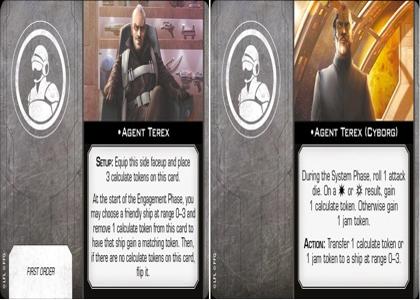 •AGENT TEREX
SETUP: Equip this side faceup and place
3 calculate tokens on this card.
At the start of the Engagement Phase, you
may choose a friendly ship at range 0-3 and
remove 1 calculate token from this card to
have that ship gain a matching token. Then,
if there are no calculate tokens on this card,
flip it.
FIRST ORDER
©LFL ©FFG
•AGENT TEREX (CYBORG)
During the System Phase, roll 1 attack
die. On a or result, gain
1 calculate token. Otherwise gain
1 jam token.
ACTION: Transfer 1 calculate token or
1 jam token to a ship at range 0-3.
©LFL ©FFG